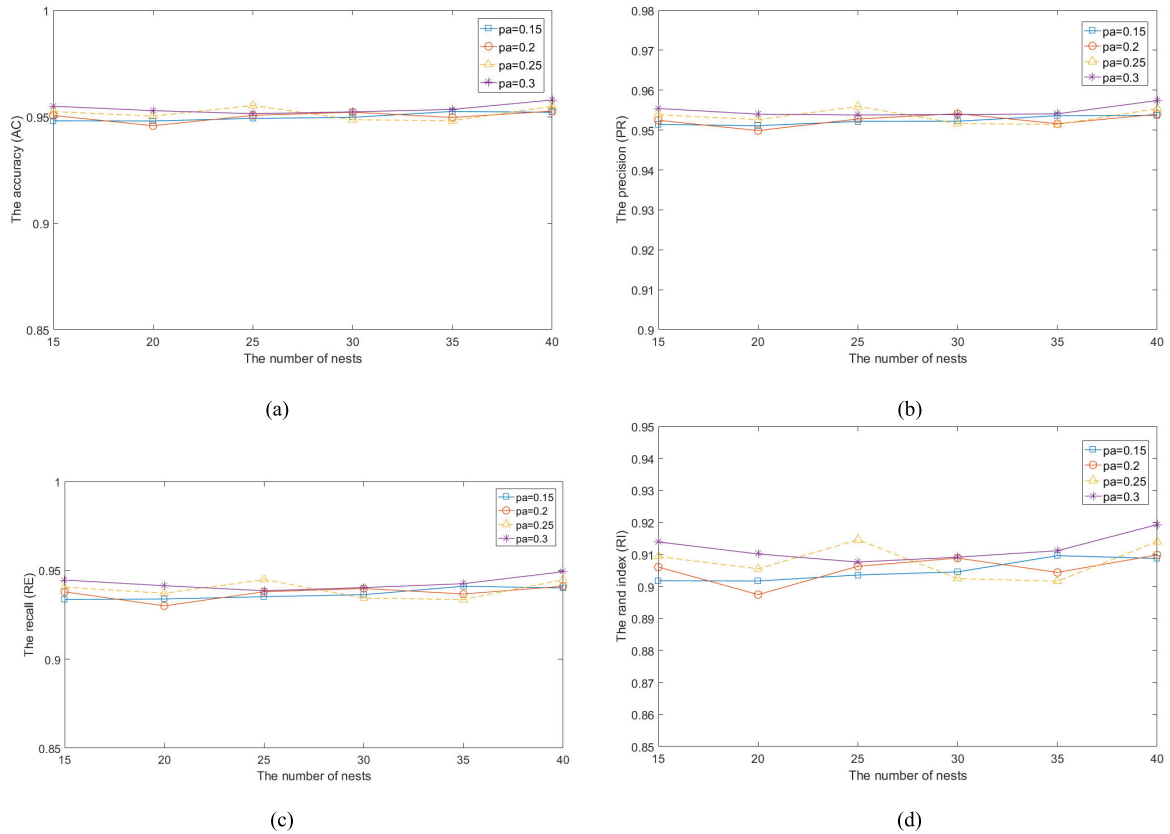 1
0.95
0.9
0.85
The accuracy (AC)
15 20 25 30 35 40
The number of nests
pa=0.15
pa=0.2
pa=0.25
pa=0.3
(a)
0.98
0.97
0.96
0.95
0.94
0.93
0.92
0.91
0.9
The precision (PR)
15 20 25 30 35 40
The number of nests
pa=0.15
pa=0.2
pa=0.25
pa=0.3
(b)
1
0.95
0.9
0.85
The recall (RE)
15 20 25 30 35 40
The number of nests
pa=0.15
pa=0.2
pa=0.25
pa=0.3
(c)
0.95
0.94
0.93
0.92
0.91
0.90
0.89
0.88
0.87
0.86
0.85
The rand index (RI)
15 20 25 30 35 40
The number of nests
pa=0.15
pa=0.2
pa=0.25
pa=0.3
(d)